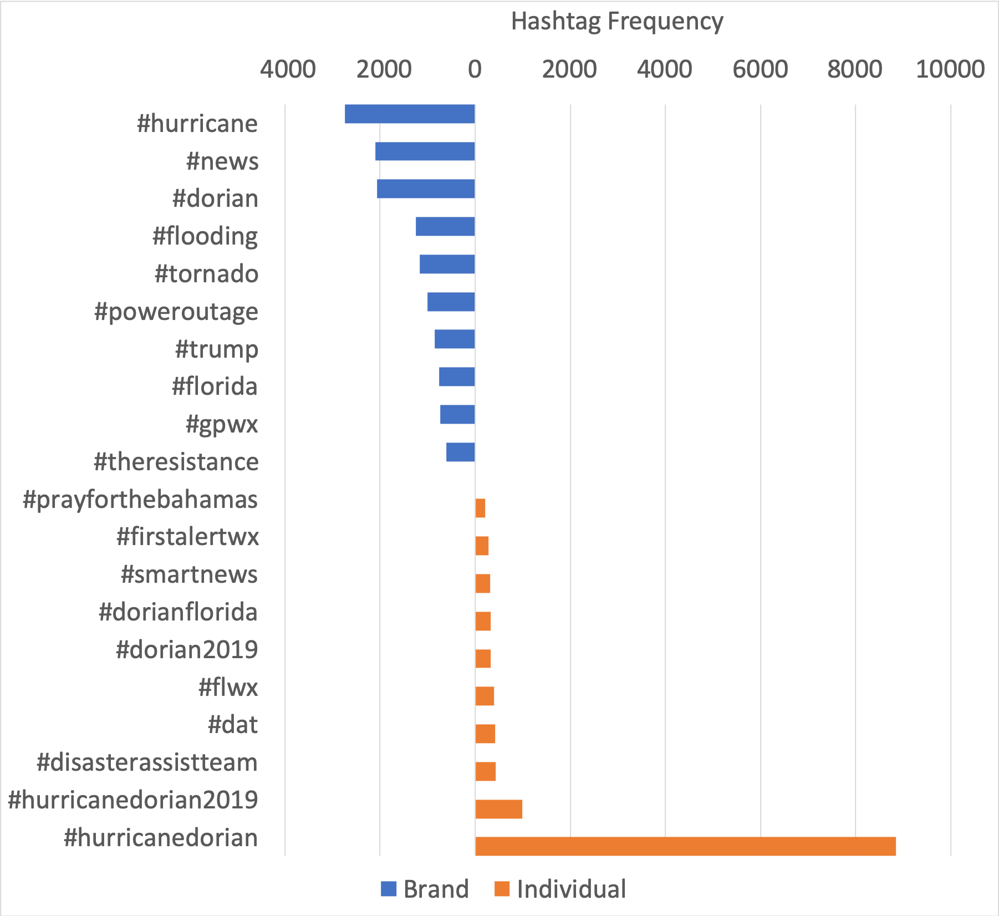 Hashtag Frequency
4000 2000 0 2000 4000 6000 8000 10000
#hurricane
#news
#dorian
#flooding
#tornado
#poweroutage
#trump
#florida
#gpwx
#theresistance
#prayforthebahamas
#firstalertwx
#smartnews
#dorianflorida
#dorian2019
#flwx
#dat
#disasterassistteam
#hurricanedorian2019
#hurricanedorian
Brand Individual